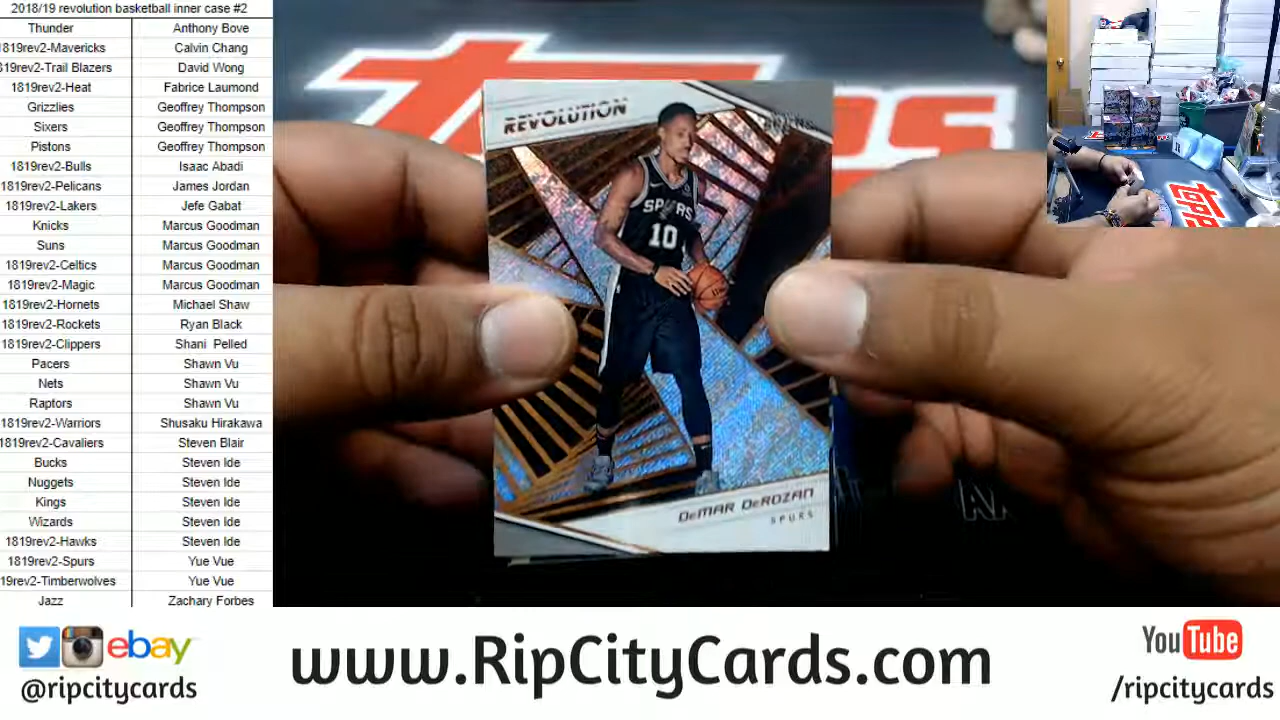 2018/19 revolution basketball inner case #2
Thunder Anthony Bove
1819rev2-Mavericks Calvin Chang
19rev2-Trail Blazers David Wong
1819rev2-Heat Fabrice Laumond
Grizzlies Geoffrey Thompson
Sixers Geoffrey Thompson
Pistons Geoffrey Thompson
1819rev2-Bulls Isaac Abadi
1819rev2-Pelicans James Jordan
1819rev2-Lakers Jefe Gabat
Knicks Marcus Goodman
Suns Marcus Goodman
1819rev2-Celtics Marcus Goodman
1819rev2-Magic Marcus Goodman
1819rev2-Hornets Michael Shaw
1819rev2-Rockets Ryan Black
1819rev2-Clippers Shani Pelled
Pacers Shawn Vu
Nets Shawn Vu
Raptors Shawn Vu
1819rev2-Warriors Shusaku Hirakawa
1819rev2-Cavaliers Steven Blair
Bucks Steven Ide
Nuggets Steven Ide
Kings Steven Ide
Wizards Steven Ide
1819rev2-Hawks Steven Ide
1819rev2-Spurs Yue Vue
19rev2-Timberwolves Yue Vue
Jazz Zachary Forbes
Topps
REVOLUTION
SPURS
10
DeMAR DeROZAN
SPURS
Topps
ebay
@ripcitycards
www.RipCityCards.com
YouTube
/ripcitycards